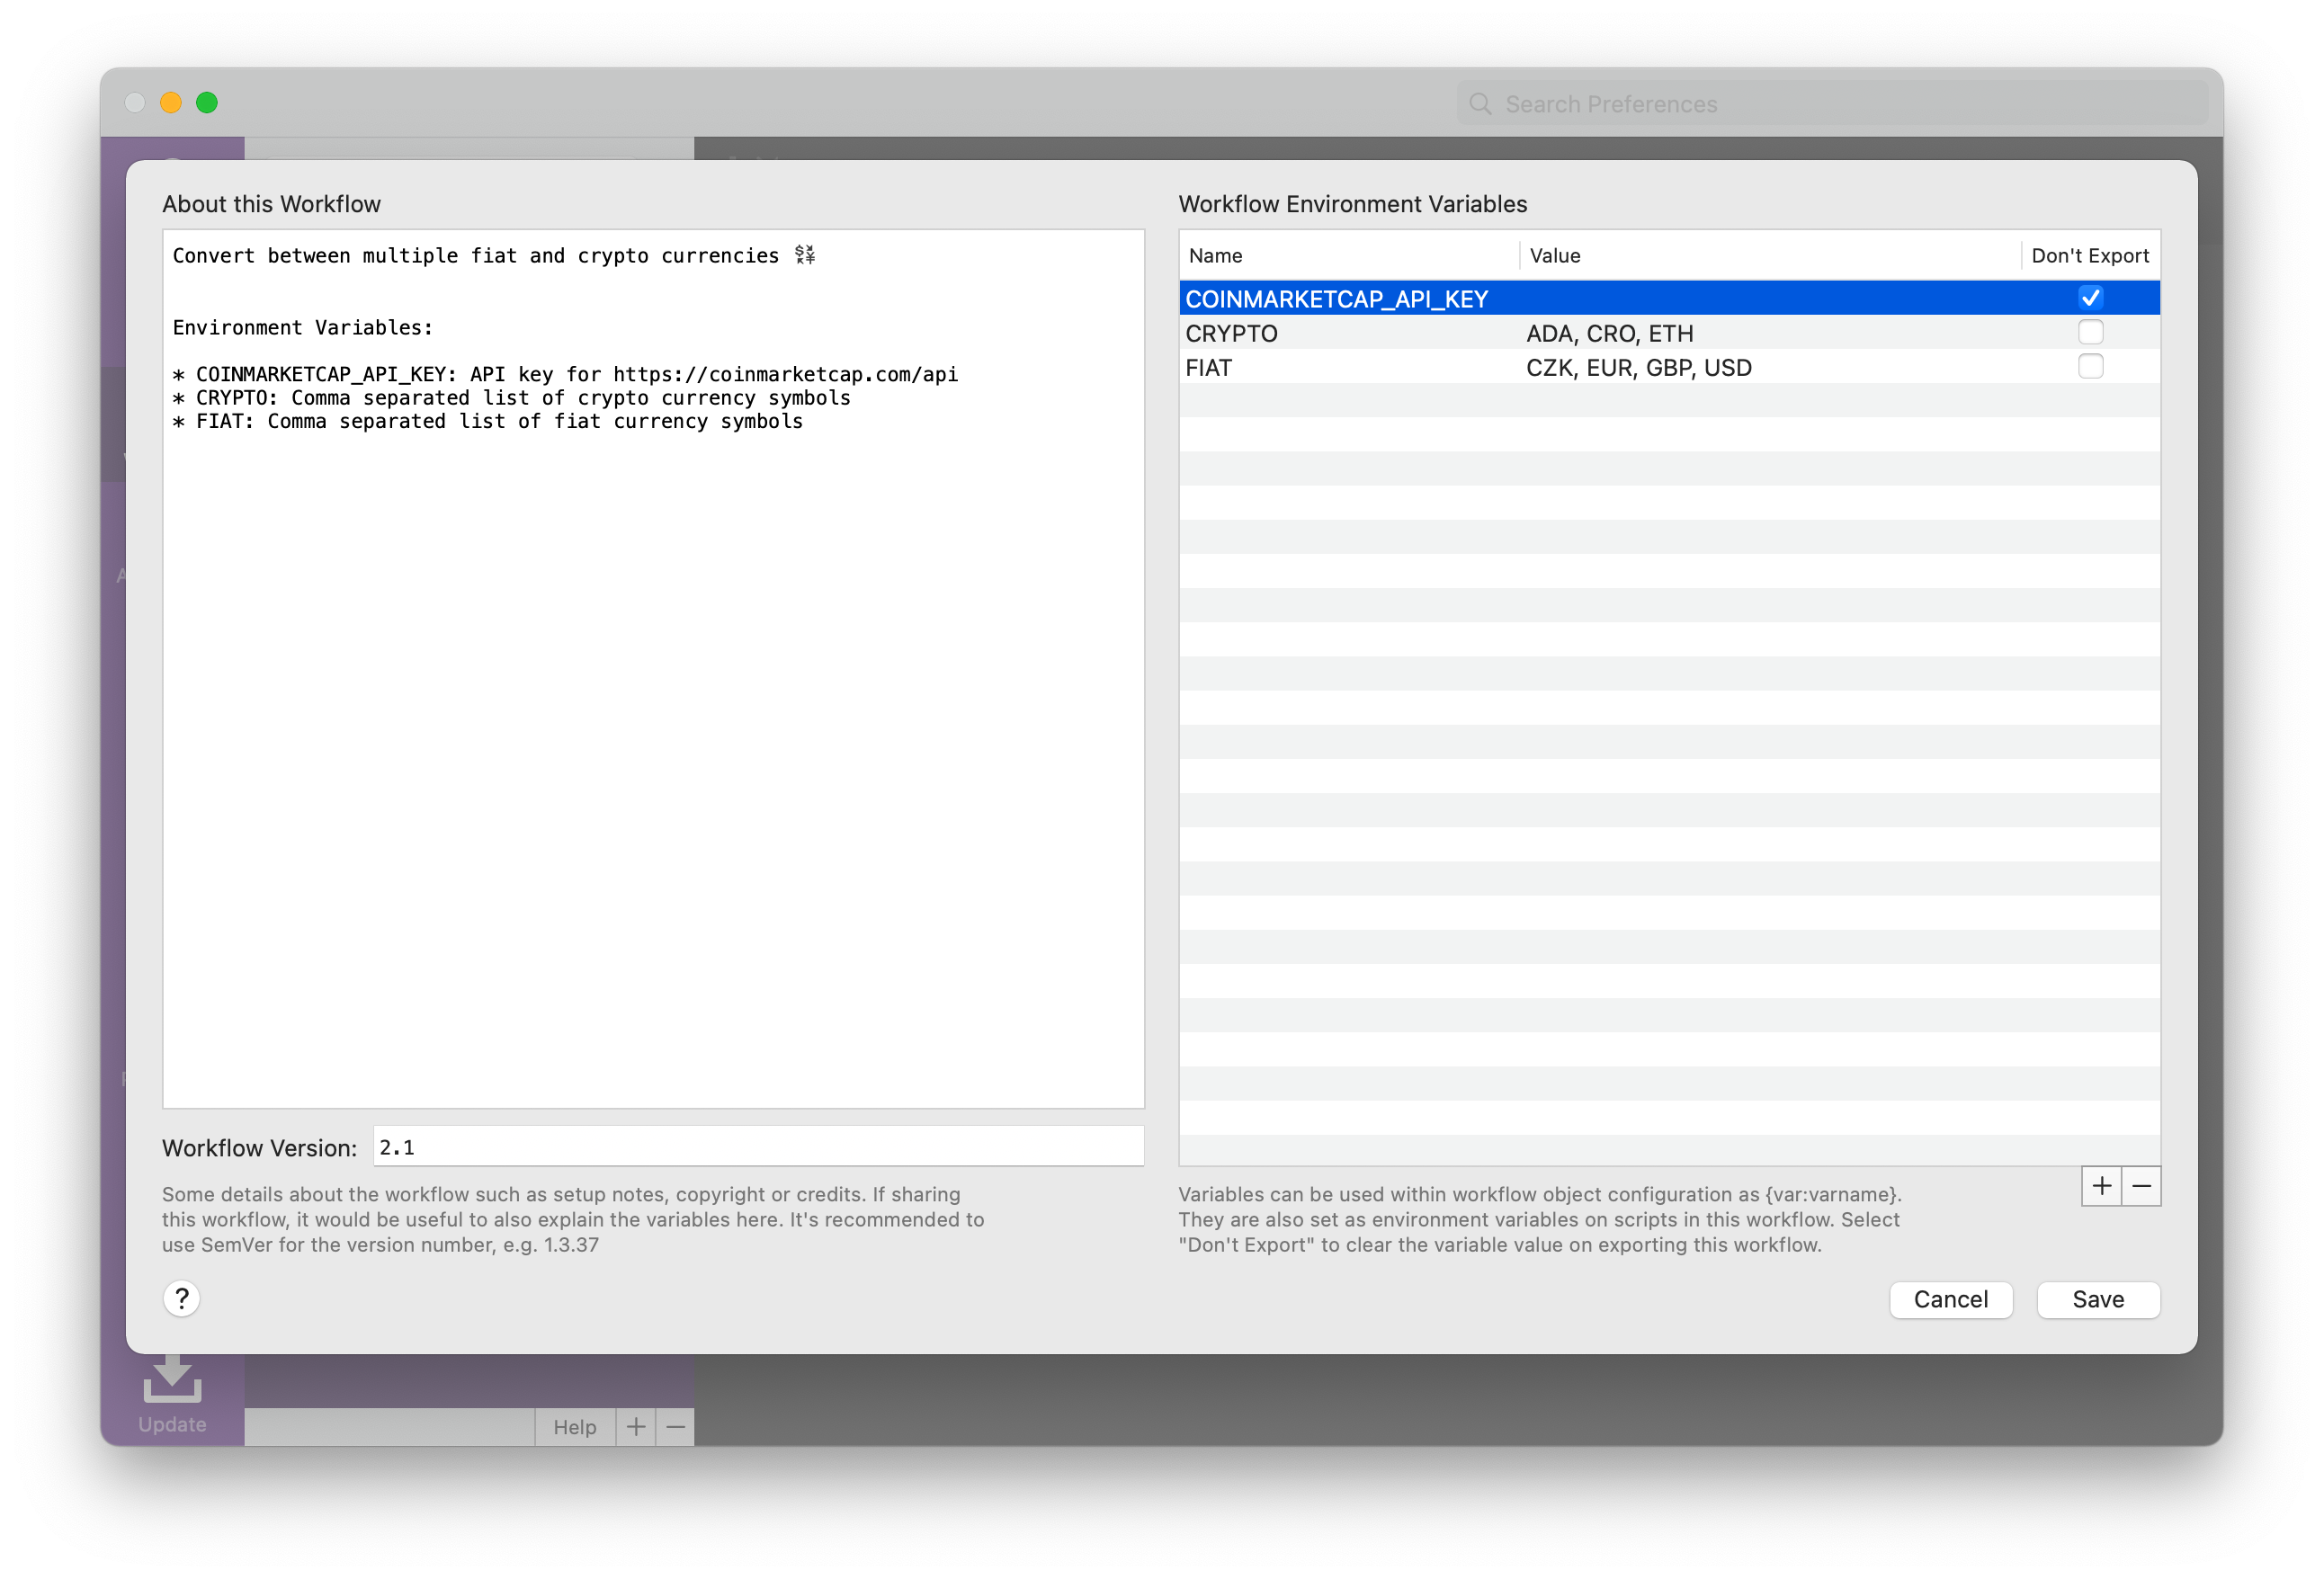 Search Preferences
About this Workflow
Convert between multiple fiat and crypto currencies 💱
Environment Variables:
* COINMARKETCAP_API_KEY: API key for https://coinmarketcap.com/api
* CRYPTO: Comma separated list of crypto currency symbols
* FIAT: Comma separated list of fiat currency symbols
Workflow Version: 2.1
Some details about the workflow such as setup notes, copyright or credits. If sharing
this workflow, it would be useful to also explain the variables here. It's recommended to
use SemVer for the version number, e.g. 1.3.37
?
Workflow Environment Variables
Name Value Don't Export
COINMARKETCAP_API_KEY
CRYPTO ADA, CRO, ETH
FIAT CZK, EUR, GBP, USD
+ −
Variables can be used within workflow object configuration as {var:varname}.
They are also set as environment variables on scripts in this workflow. Select
"Don't Export" to clear the variable value on exporting this workflow.
Cancel Save
Update
Help + −